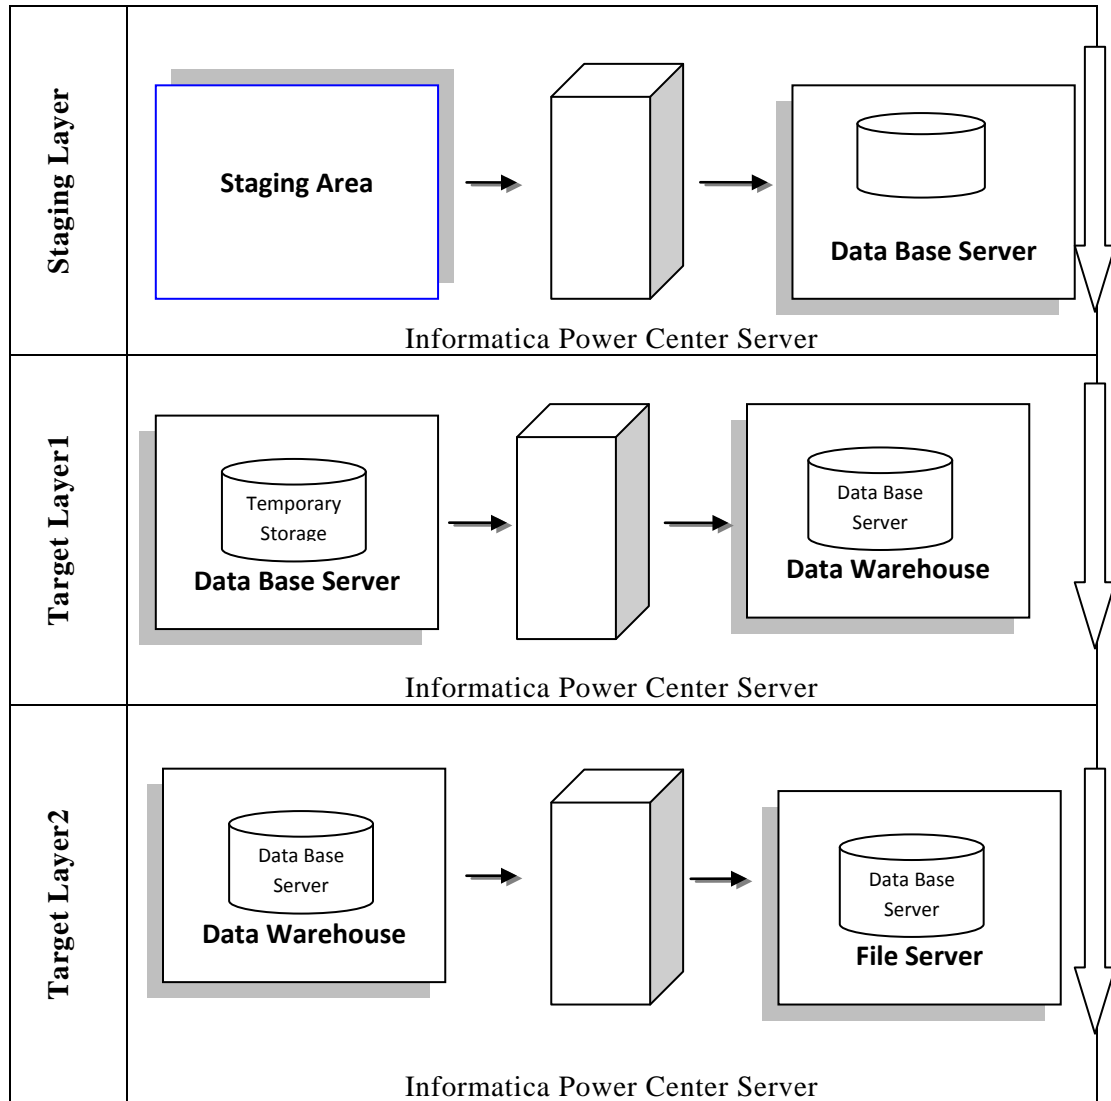 Staging Layer
Staging Area
Data Base Server
Informatica Power Center Server
Target Layer1
Temporary
Storage
Data Base Server
Data Base
Server
Data Warehouse
Informatica Power Center Server
Target Layer2
Data Base
Server
Data Warehouse
Data Base
Server
File Server
Informatica Power Center Server